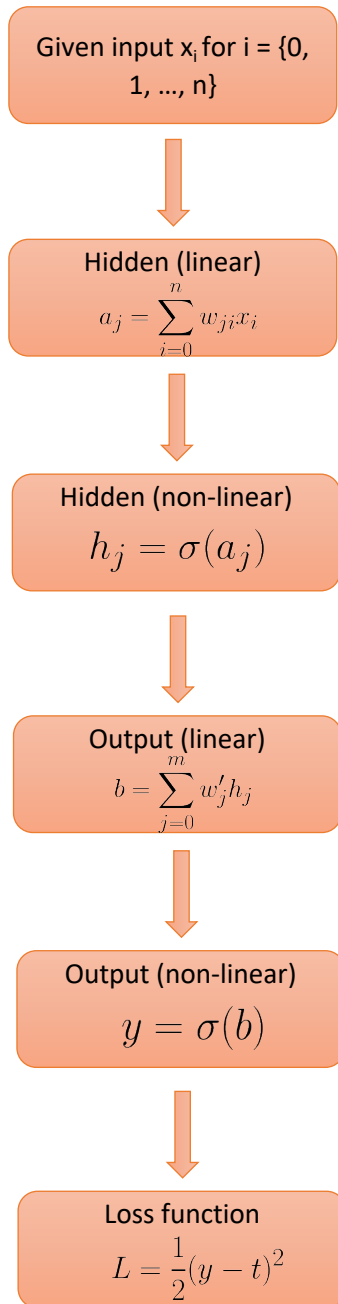 Given input xᵢ for i = {0,
1, …, n}
Hidden (linear)
$a_j = \sum_{i=0}^{n} w_{ji} x_i$
Hidden (non-linear)
$h_j = \sigma(a_j)$
Output (linear)
$b = \sum_{j=0}^{m} w'_j h_j$
Output (non-linear)
$y = \sigma(b)$
Loss function
$L = \frac{1}{2}(y - t)^2$